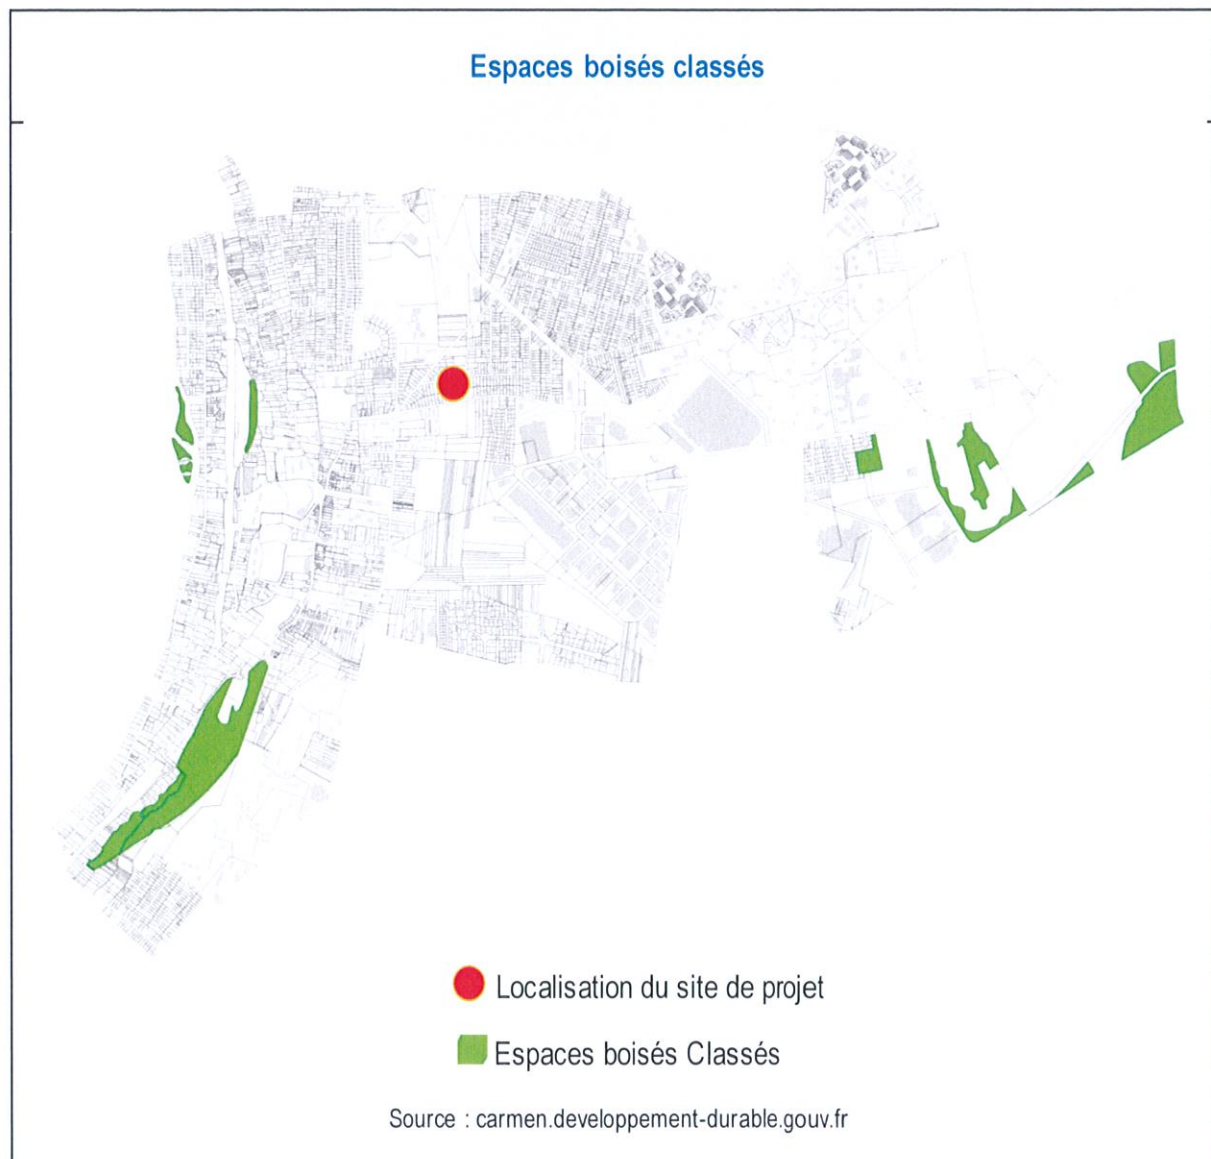 Espaces boisés classés
Localisation du site de projet
Espaces boisés Classés
Source : carmen.developpement-durable.gouv.fr